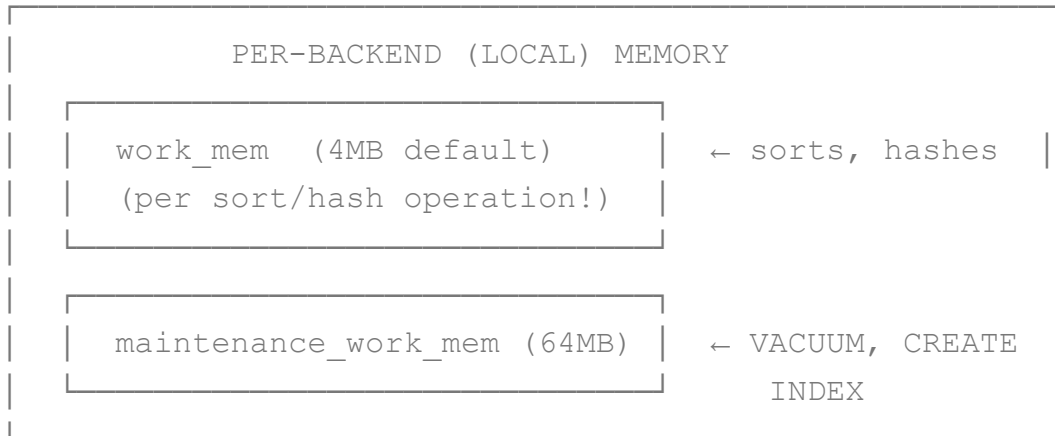 PER-BACKEND (LOCAL) MEMORY
work_mem (4MB default) ← sorts, hashes
(per sort/hash operation!)
maintenance_work_mem (64MB) ← VACUUM, CREATE
INDEX